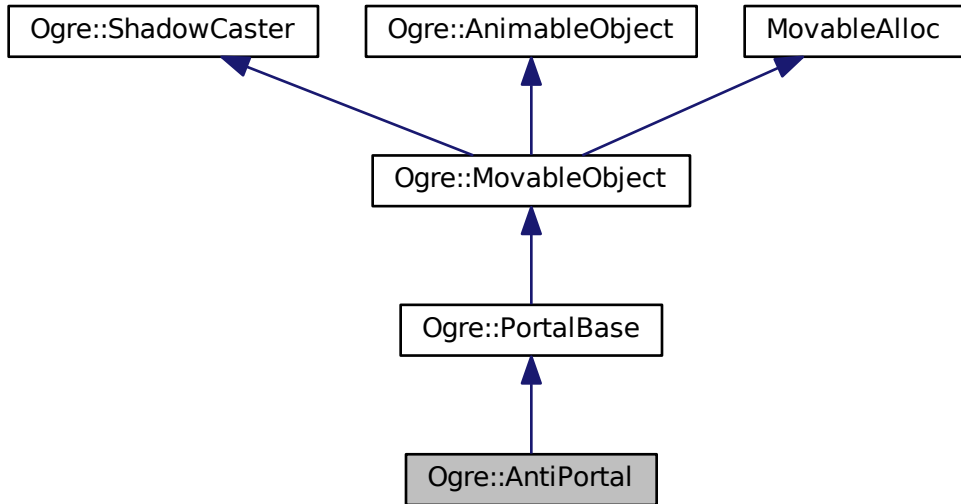 Ogre::ShadowCaster
Ogre::AnimableObject
MovableAlloc
Ogre::MovableObject
Ogre::PortalBase
Ogre::AntiPortal